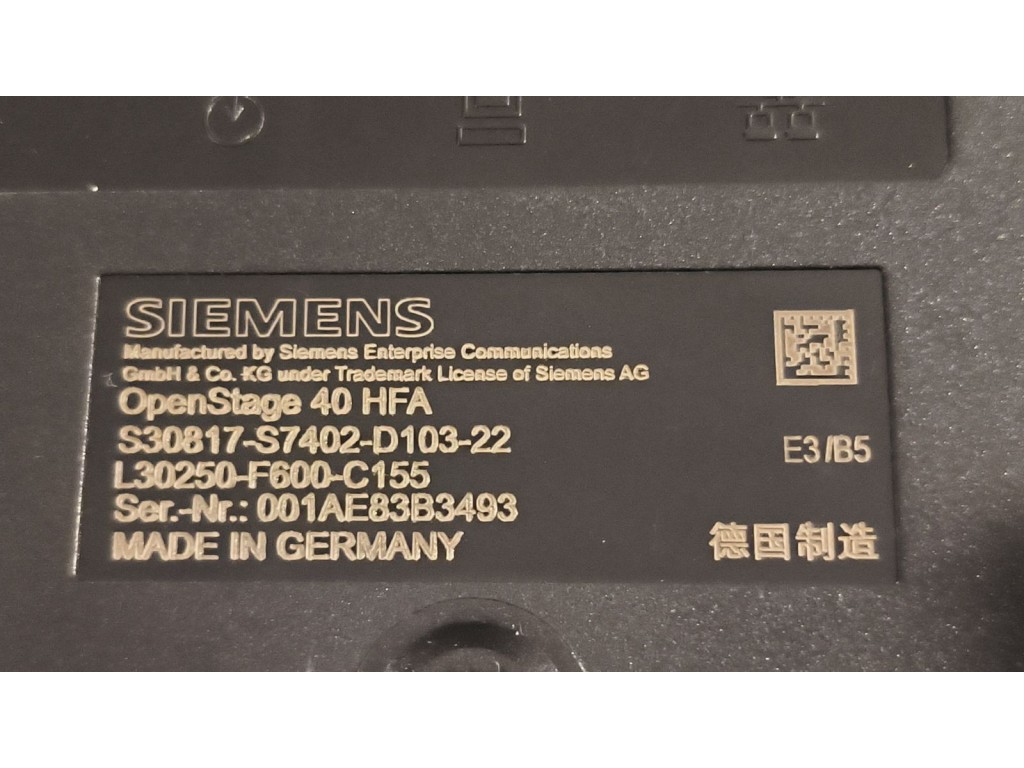 SIEMENS
Manufactured by Siemens Enterprise Communications
GmbH & Co. KG under Trademark License of Siemens AG
OpenStage 40 HFA
S30817-S7402-D103-22
E3/B5
L30250-F600-C155
Ser.-Nr.: 001AE83B3493
MADE IN GERMANY
德国制造